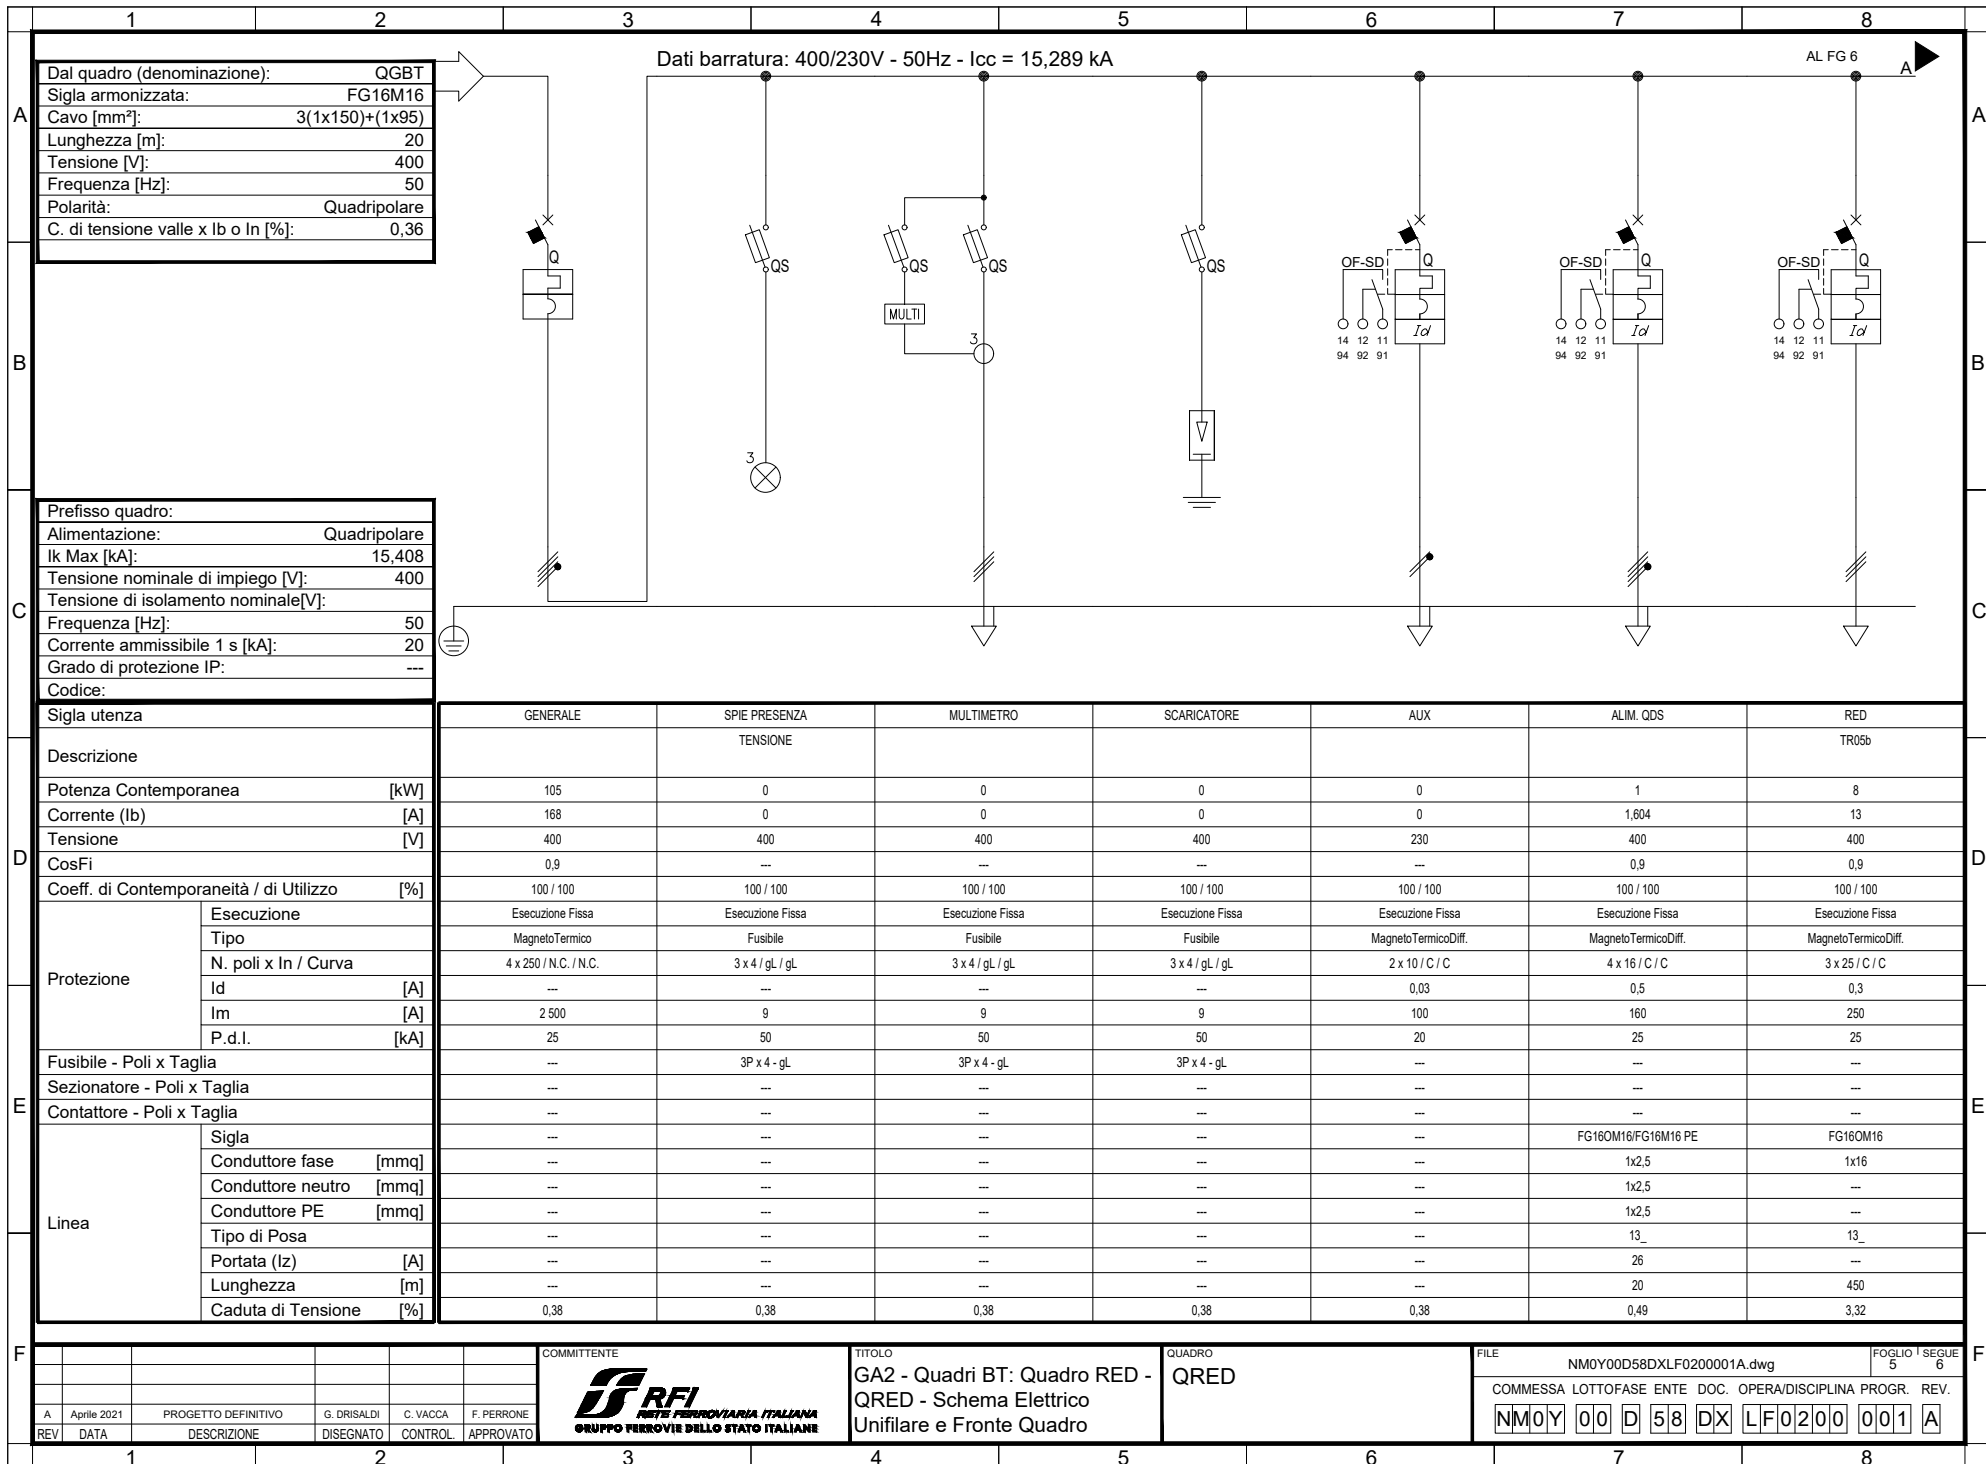 1 2 3 4 5 6 7 8
Dati barratura: 400/230V - 50Hz - Icc = 15,289 kA
AL FG 6
A
Dal quadro (denominazione): QGBT
Sigla armonizzata: FG16M16
Cavo [mm²]: 3(1x150)+(1x95)
Lunghezza [m]: 20
Tensione [V]: 400
Frequenza [Hz]: 50
Polarità: Quadripolare
C. di tensione valle x Ib o In [%]: 0,36
A A
Q QS QS QS QS OF-SD Q OF-SD Q OF-SD Q
MULTI
Id Id Id
14 12 11 14 12 11 14 12 11
94 92 91 94 92 91 94 92 91
3
B B
3
Prefisso quadro:
Alimentazione: Quadripolare
Ik Max [kA]: 15,408
Tensione nominale di impiego [V]: 400
Tensione di isolamento nominale[V]:
Frequenza [Hz]: 50
Corrente ammissibile 1 s [kA]: 20
Grado di protezione IP: ---
Codice:
C C
Sigla utenza GENERALE SPIE PRESENZA MULTIMETRO SCARICATORE AUX ALIM. QDS RED
Descrizione TENSIONE TR05b
Potenza Contemporanea [kW] 105 0 0 0 0 1 8
Corrente (Ib) [A] 168 0 0 0 0 1,604 13
Tensione [V] 400 400 400 400 230 400 400
D D
CosFi 0,9 --- --- --- --- 0,9 0,9
Coeff. di Contemporaneità / di Utilizzo [%] 100 / 100 100 / 100 100 / 100 100 / 100 100 / 100 100 / 100 100 / 100
Protezione
Esecuzione Esecuzione Fissa Esecuzione Fissa Esecuzione Fissa Esecuzione Fissa Esecuzione Fissa Esecuzione Fissa Esecuzione Fissa
Tipo MagnetoTermico Fusibile Fusibile Fusibile MagnetoTermicoDiff. MagnetoTermicoDiff. MagnetoTermicoDiff.
N. poli x In / Curva 4 x 250 / N.C. / N.C. 3 x 4 / gL / gL 3 x 4 / gL / gL 3 x 4 / gL / gL 2 x 10 / C / C 4 x 16 / C / C 3 x 25 / C / C
Id [A] --- --- --- --- 0,03 0,5 0,3
Im [A] 2 500 9 9 9 100 160 250
P.d.I. [kA] 25 50 50 50 20 25 25
Fusibile - Poli x Taglia --- 3P x 4 - gL 3P x 4 - gL 3P x 4 - gL --- --- ---
Sezionatore - Poli x Taglia --- --- --- --- --- --- ---
Contattore - Poli x Taglia --- --- --- --- --- --- ---
E E
Linea
Sigla --- --- --- --- --- FG16OM16/FG16M16 PE FG16OM16
Conduttore fase [mmq] --- --- --- --- --- 1x2,5 1x16
Conduttore neutro [mmq] --- --- --- --- --- 1x2,5 ---
Conduttore PE [mmq] --- --- --- --- --- 1x2,5 ---
Tipo di Posa --- --- --- --- --- 13_ 13_
Portata (Iz) [A] --- --- --- --- --- 26 ---
Lunghezza [m] --- --- --- --- --- 20 450
Caduta di Tensione [%] 0,38 0,38 0,38 0,38 0,38 0,49 3,32
F F
A Aprile 2021 PROGETTO DEFINITIVO G. DRISALDI C. VACCA F. PERRONE
REV DATA DESCRIZIONE DISEGNATO CONTROL. APPROVATO
COMMITTENTE
RFI
RETE FERROVIARIA ITALIANA
GRUPPO FERROVIE DELLO STATO ITALIANE
TITOLO
GA2 - Quadri BT: Quadro RED -
QRED - Schema Elettrico
Unifilare e Fronte Quadro
QUADRO
QRED
FILE
NM0Y00D58DXLF0200001A.dwg
FOGLIO SEGUE
5 6
COMMESSA LOTTO FASE ENTE DOC. OPERA/DISCIPLINA PROGR. REV.
NM0Y 00 D 58 DX LF0200 001 A
1 2 3 4 5 6 7 8